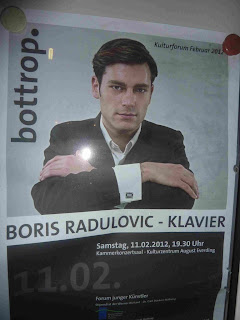 Kulturforum Februar 201
bottrop.
BORIS RADULOVIC - KLAVIER
Samstag, 11.02.2012, 19.30 Uhr
Kammerkonzertsaal - Kulturzentrum August Everding
11.02.
Forum Junger Künstler